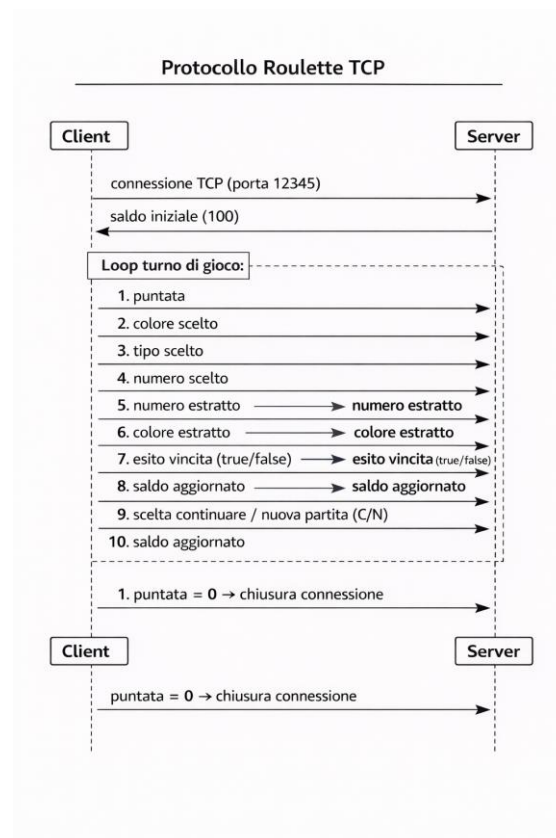 Protocollo Roulette TCP
Client
Server
connessione TCP (porta 12345)
saldo iniziale (100)
Loop turno di gioco:
1. puntata
2. colore scelto
3. tipo scelto
4. numero scelto
5. numero estratto → numero estratto
6. colore estratto → colore estratto
7. esito vincita (true/false) → esito vincita (true/false)
8. saldo aggiornato → saldo aggiornato
9. scelta continuare / nuova partita (C/N)
10. saldo aggiornato
1. puntata = 0 → chiusura connessione
Client
Server
puntata = 0 → chiusura connessione